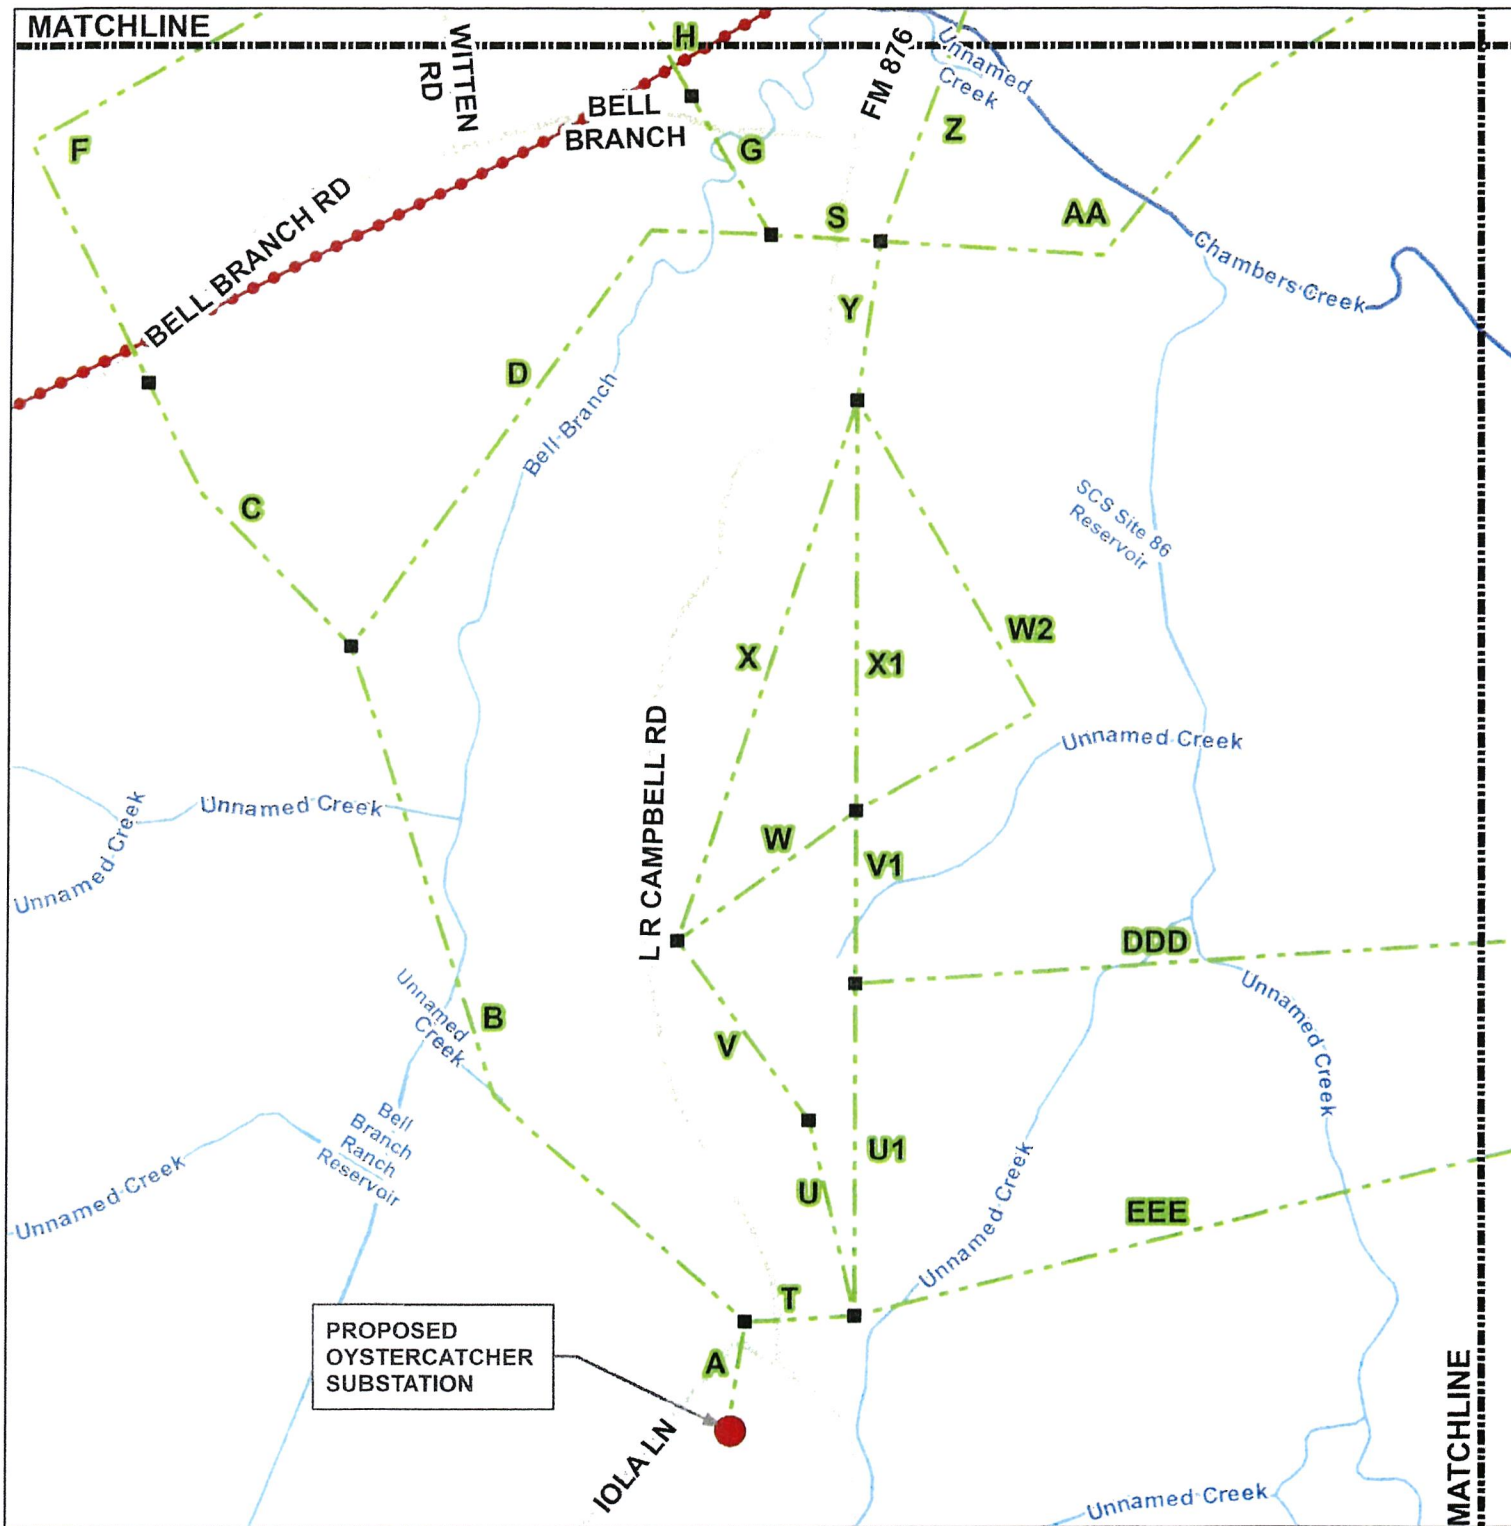 MATCHLINE
H
WITTEN
RD
FM 876
Unnamed
Creek
BELL
BRANCH
Z
F
G
BELL BRANCH RD
S
AA
Chambers Creek
Y
D
Bell Branch
C
SCS Site 86
Reservoir
W2
X
X1
L R CAMPBELL RD
Unnamed Creek
Unnamed Creek
Unnamed Creek
W
V1
DDD
Unnamed
Creek
B
Unnamed Creek
V
Bell
Branch
Ranch
Reservoir
U1
Unnamed Creek
U
Unnamed Creek
EEE
T
PROPOSED
OYSTERCATCHER
SUBSTATION
A
IOLA LN
MATCHLINE
Unnamed Creek